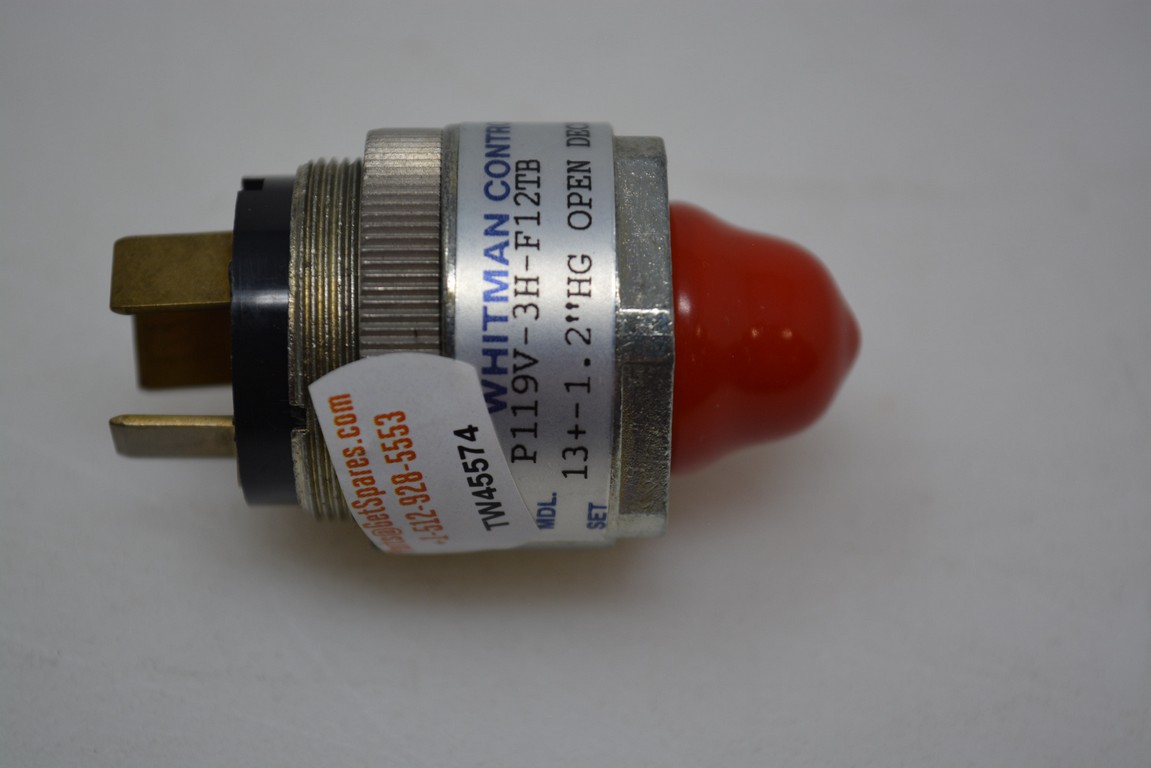 WHITMAN CONTR
MDL. P119V-3H-F12TB
SET 13+-1.2"HG OPEN DEC
@GetSpares.com
+1-512-928-5553
TW45574